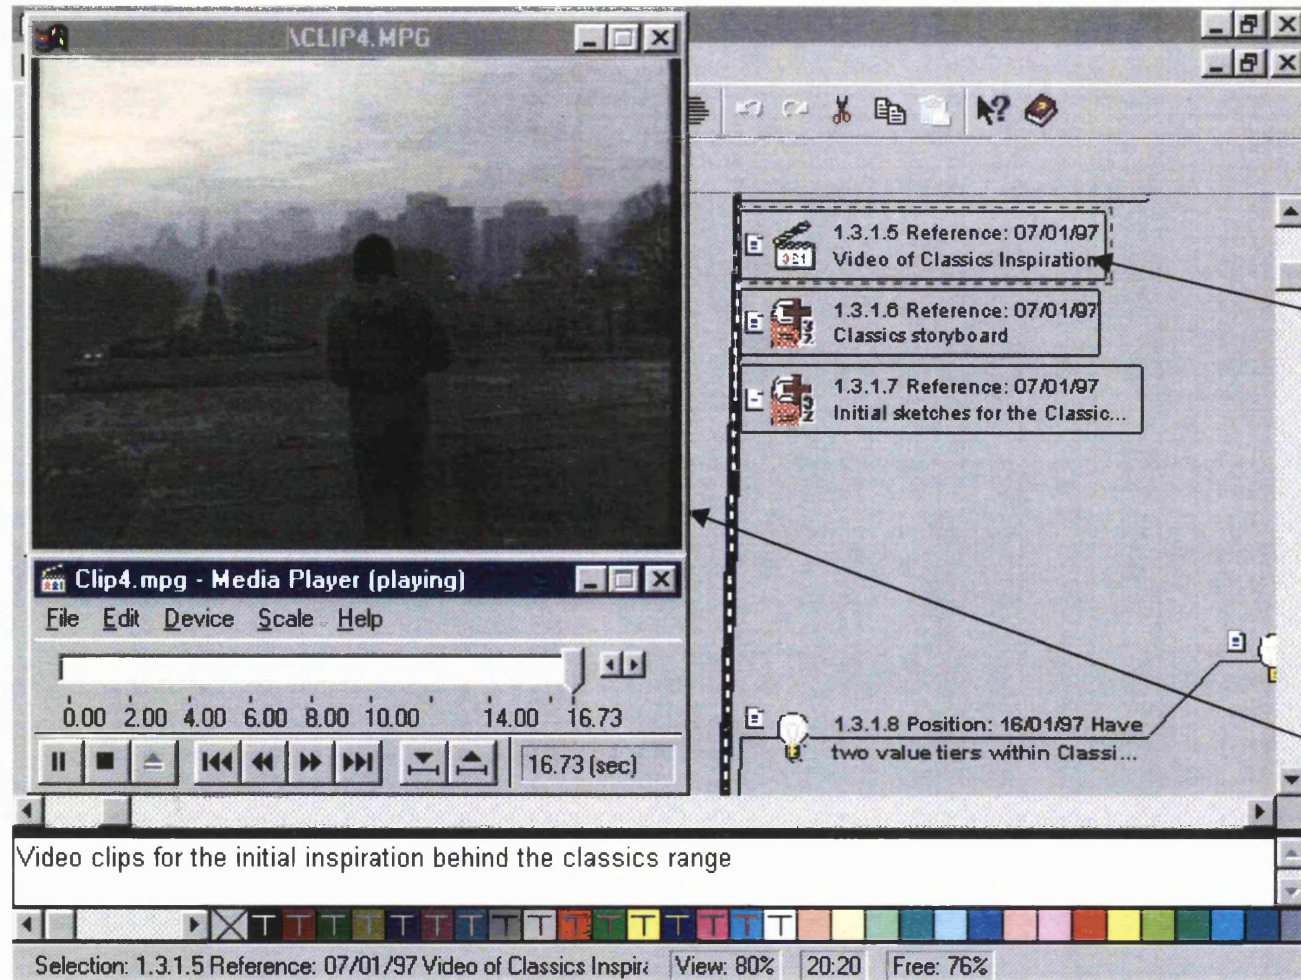 \CLIP4.MPG
1.3.1.5 Reference: 07/01/97
Video of Classics Inspiration
1.3.1.6 Reference: 07/01/97
Classics storyboard
1.3.1.7 Reference: 07/01/97
Initial sketches for the Classic...
Clip4.mpg - Media Player (playing)
File Edit Device Scale Help
0.00 2.00 4.00 6.00 8.00 10.00 14.00 16.73
16.73 (sec)
1.3.1.8 Position: 16/01/97 Have
two value tiers within Classi...
Video clips for the initial inspiration behind the classics range
T T T T T T T T T T T T T T T T
Selection: 1.3.1.5 Reference: 07/01/97 Video of Classics Inspira View: 80% 20:20 Free: 76%